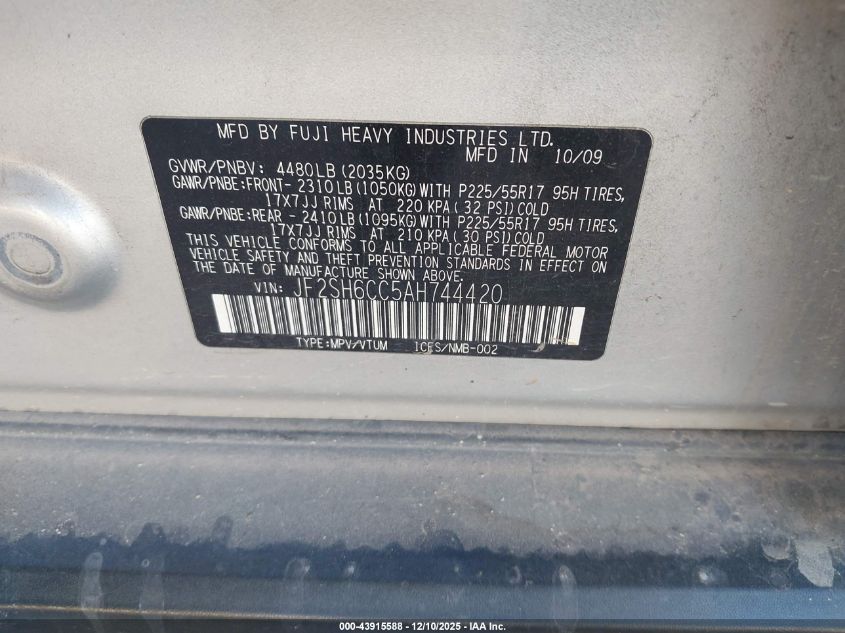 MFD BY FUJI HEAVY INDUSTRIES LTD.
MFD IN 10/09
GVWR/PNBV: 4480LB(2035KG)
GAWR/PNBE:FRONT- 2310LB(1050KG)WITH P225/55R17 95H TIRES,
17X7JJ RIMS AT 220 KPA(32 PSI)COLD
GAWR/PNBE:REAR - 2410LB(1095KG)WITH P225/55R17 95H TIRES,
17X7JJ RIMS AT 210 KPA(30 PSI)COLD
THIS VEHICLE CONFORMS TO ALL APPLICABLE FEDERAL MOTOR
VEHICLE SAFETY AND THEFT PREVENTION STANDARDS IN EFFECT ON
THE DATE OF MANUFACTURE SHOWN ABOVE.
VIN: JF2SH6CC5AH744420
TYPE:MPV/VTUM ICES/NMB-002
000-43915588 - 12/10/2025 - IAA Inc.